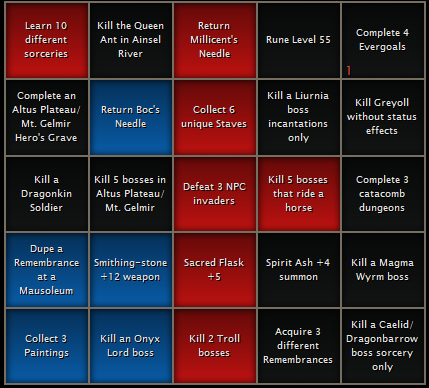 Learn 10
different
sorceries
Kill the Queen
Ant in Ainsel
River
Return
Millicent's
Needle
Rune Level 55
Complete 4
Evergoals
1
Complete an
Altus Plateau/
Mt. Gelmir
Hero's Grave
Return Boc's
Needle
Collect 6
unique Staves
Kill a Liurnia
boss
incantations
only
Kill Greyoll
without status
effects
Kill a
Dragonkin
Soldier
Kill 5 bosses in
Altus Plateau/
Mt. Gelmir
Defeat 3 NPC
invaders
Kill 5 bosses
that ride a
horse
Complete 3
catacomb
dungeons
Dupe a
Remembrance
at a
Mausoleum
Smithing-stone
+12 weapon
Sacred Flask
+5
Spirit Ash +4
summon
Kill a Magma
Wyrm boss
Collect 3
Paintings
Kill an Onyx
Lord boss
Kill 2 Troll
bosses
Acquire 3
different
Remembrances
Kill a Caelid/
Dragonbarrow
boss sorcery
only